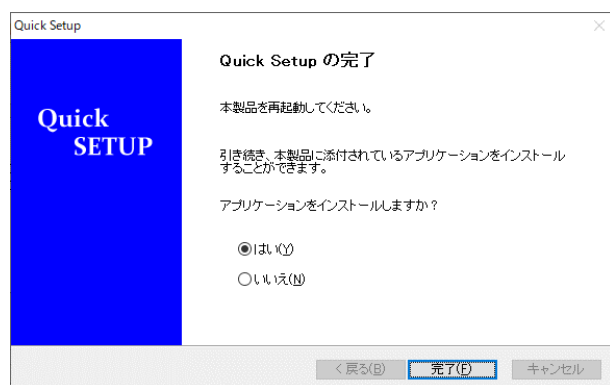 Quick Setup
Quick
SETUP
Quick Setup の完了
本製品を再起動してください。
引き続き、本製品に添付されているアプリケーションをインストール
することができます。
アプリケーションをインストールしますか？
はい(Y)
いいえ(N)
< 戻る(B)
完了(F)
キャンセル